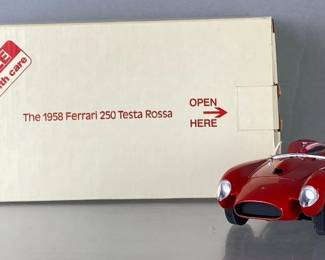 th care
The 1958 Ferrari 250 Testa Rossa
OPEN
HERE